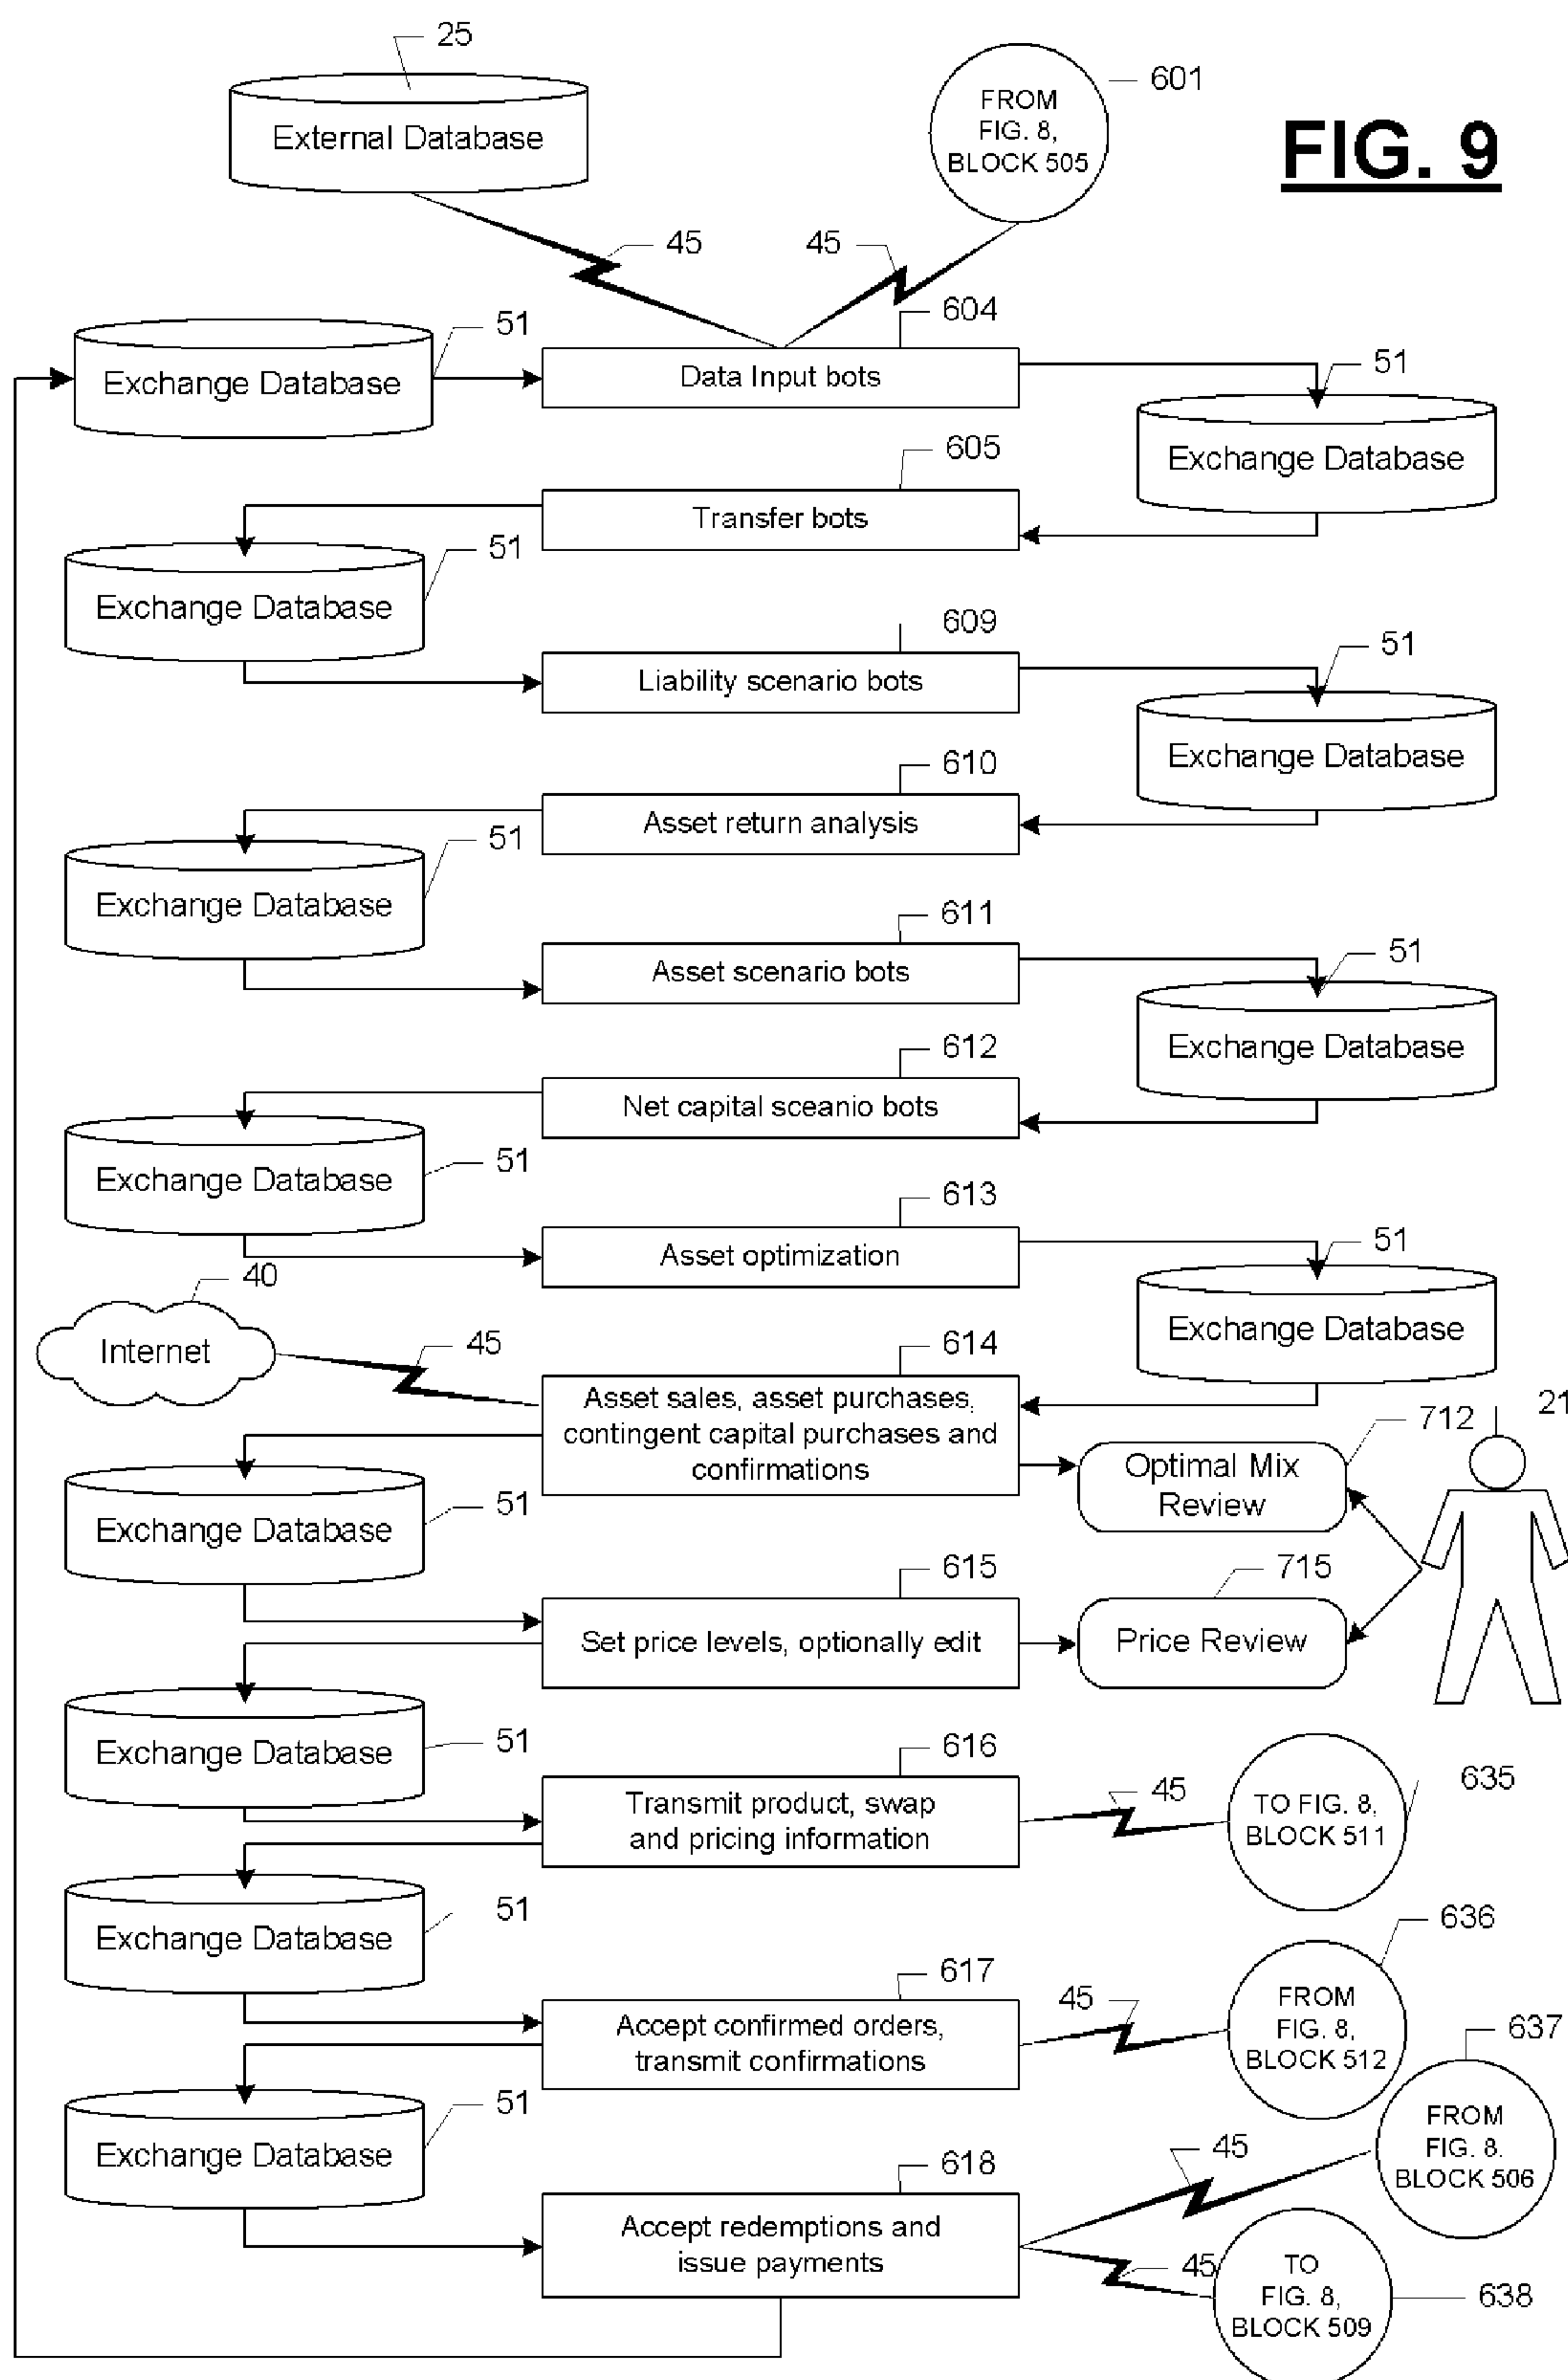 25
601
FROM
FIG. 8,
BLOCK 505
FIG. 9
External Database
45
45
604
51
Exchange Database
Data Input bots
51
Exchange Database
605
Transfer bots
51
Exchange Database
609
Liability scenario bots
51
Exchange Database
610
Asset return analysis
51
Exchange Database
611
Asset scenario bots
51
Exchange Database
612
Net capital sceanio bots
51
Exchange Database
613
Asset optimization
51
Exchange Database
40
Internet
45
614
Asset sales, asset purchases,
contingent capital purchases and
confirmations
712
21
Optimal Mix
Review
51
Exchange Database
615
Set price levels, optionally edit
715
Price Review
51
Exchange Database
616
Transmit product, swap
and pricing information
45
635
TO FIG. 8,
BLOCK 511
51
Exchange Database
636
617
Accept confirmed orders,
transmit confirmations
45
FROM
FIG. 8,
BLOCK 512
637
FROM
FIG. 8.
BLOCK 506
51
Exchange Database
45
618
Accept redemptions and
issue payments
45
TO
FIG. 8,
BLOCK 509
638